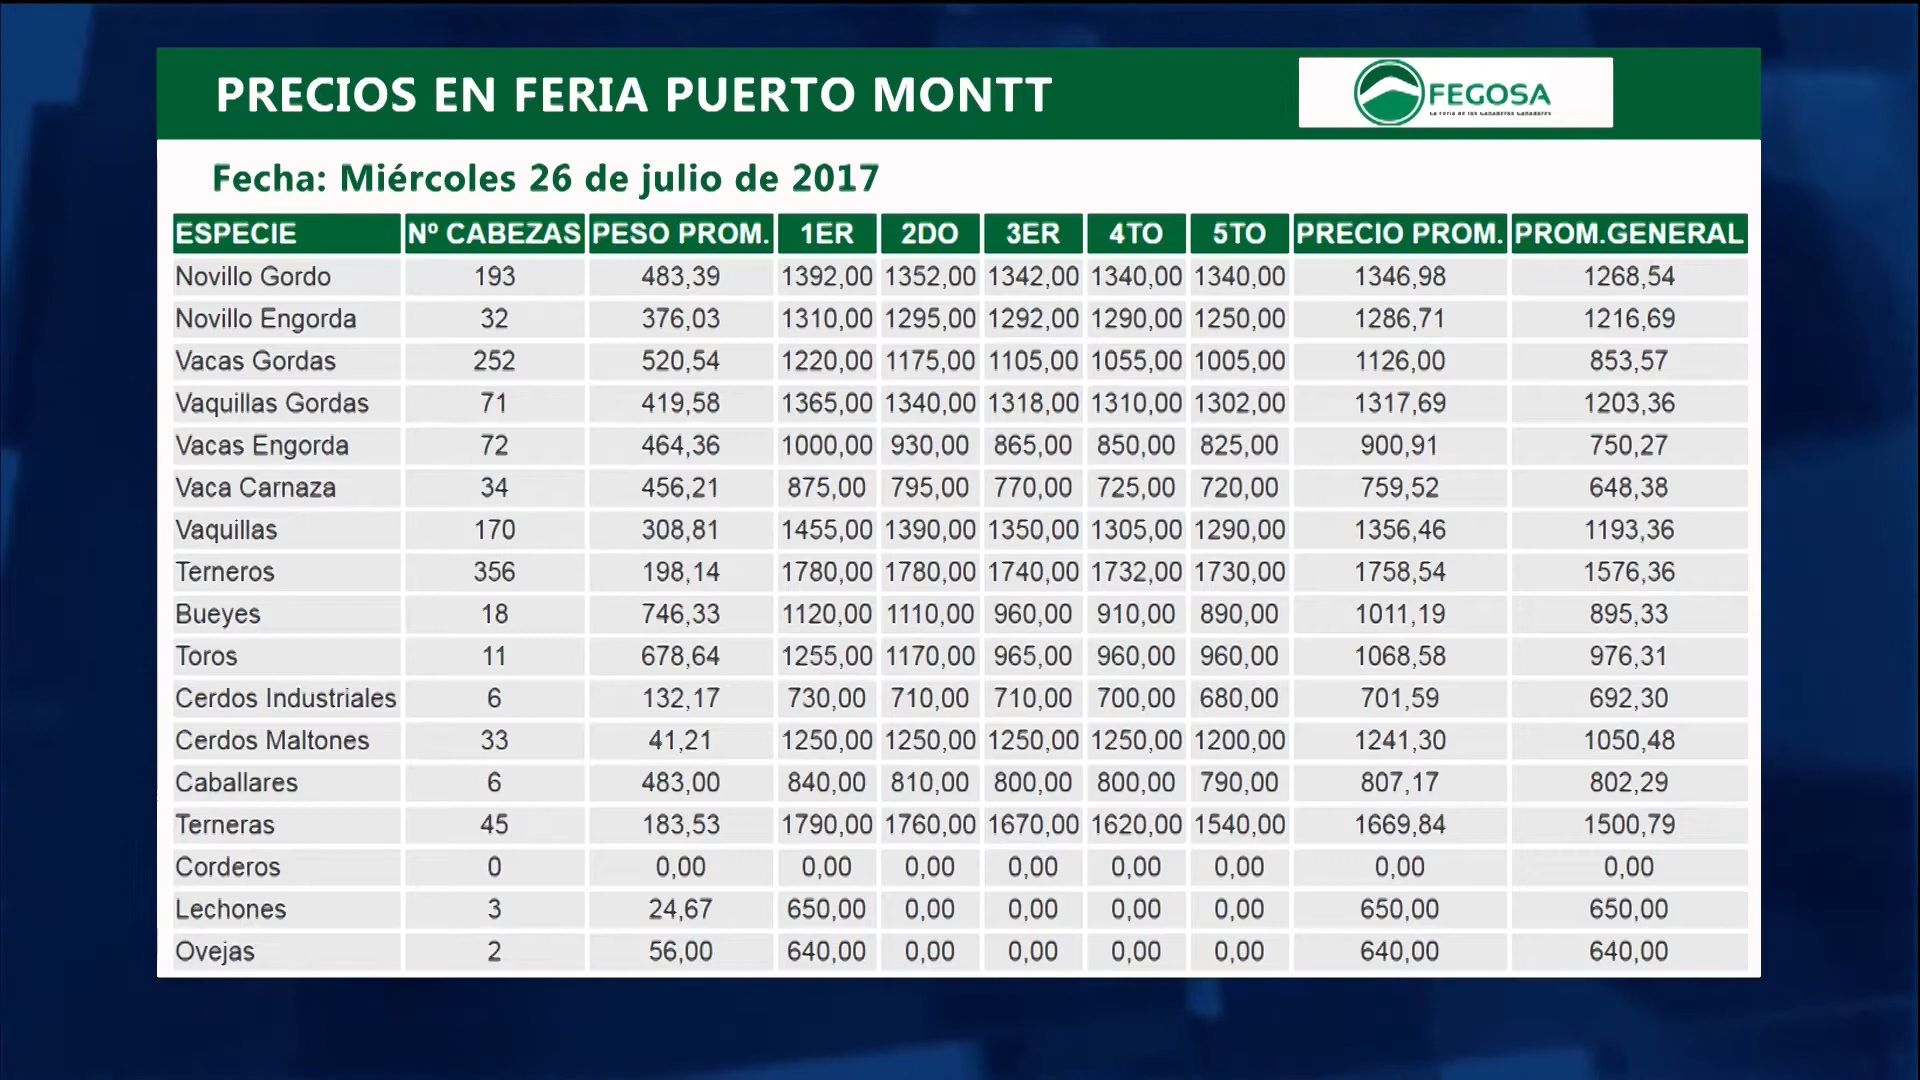 PRECIOS EN FERIA PUERTO MONTT
FEGOSA
La Feria de los Ganaderos Ganadores
Fecha: Miércoles 26 de julio de 2017
ESPECIE Nº CABEZAS PESO PROM. 1ER 2DO 3ER 4TO 5TO PRECIO PROM. PROM.GENERAL
Novillo Gordo 193 483,39 1392,00 1352,00 1342,00 1340,00 1340,00 1346,98 1268,54
Novillo Engorda 32 376,03 1310,00 1295,00 1292,00 1290,00 1250,00 1286,71 1216,69
Vacas Gordas 252 520,54 1220,00 1175,00 1105,00 1055,00 1005,00 1126,00 853,57
Vaquillas Gordas 71 419,58 1365,00 1340,00 1318,00 1310,00 1302,00 1317,69 1203,36
Vacas Engorda 72 464,36 1000,00 930,00 865,00 850,00 825,00 900,91 750,27
Vaca Carnaza 34 456,21 875,00 795,00 770,00 725,00 720,00 759,52 648,38
Vaquillas 170 308,81 1455,00 1390,00 1350,00 1305,00 1290,00 1356,46 1193,36
Terneros 356 198,14 1780,00 1780,00 1740,00 1732,00 1730,00 1758,54 1576,36
Bueyes 18 746,33 1120,00 1110,00 960,00 910,00 890,00 1011,19 895,33
Toros 11 678,64 1255,00 1170,00 965,00 960,00 960,00 1068,58 976,31
Cerdos Industriales 6 132,17 730,00 710,00 710,00 700,00 680,00 701,59 692,30
Cerdos Maltones 33 41,21 1250,00 1250,00 1250,00 1250,00 1200,00 1241,30 1050,48
Caballares 6 483,00 840,00 810,00 800,00 800,00 790,00 807,17 802,29
Terneras 45 183,53 1790,00 1760,00 1670,00 1620,00 1540,00 1669,84 1500,79
Corderos 0 0,00 0,00 0,00 0,00 0,00 0,00 0,00 0,00
Lechones 3 24,67 650,00 0,00 0,00 0,00 0,00 650,00 650,00
Ovejas 2 56,00 640,00 0,00 0,00 0,00 0,00 640,00 640,00